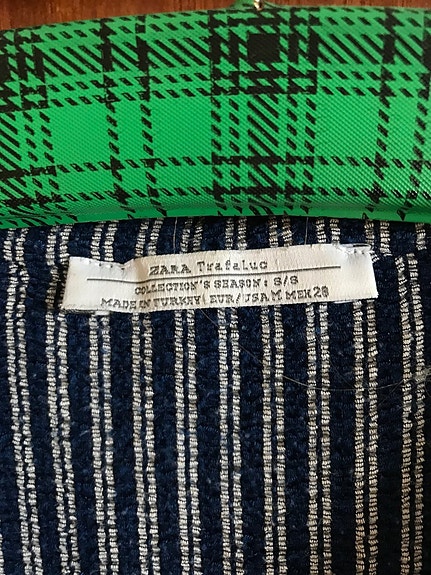 ZARA TrafaLuc
COLLECTION'S SEASON: S/S
MADE IN TURKEY EUR/USA M MEX 28